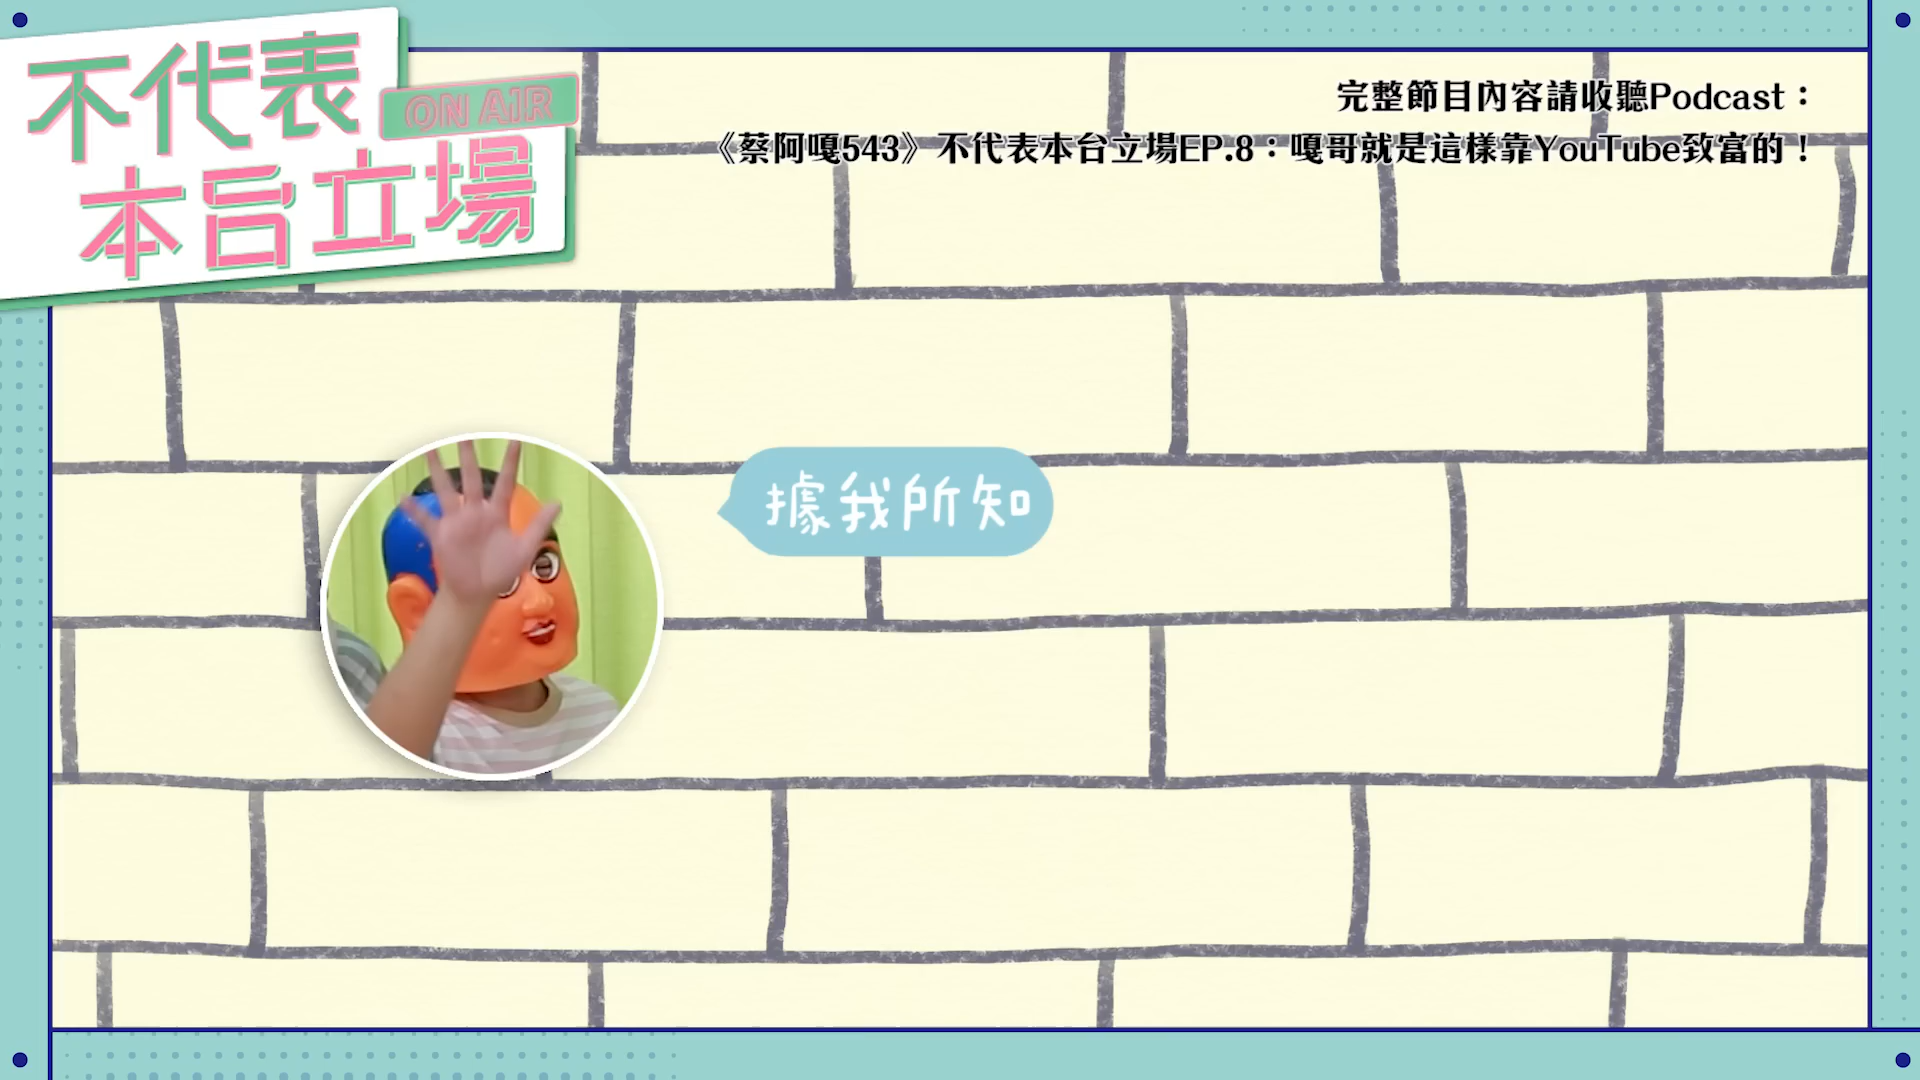 不代表
ON AIR
本台立場
完整節目內容請收聽Podcast：
《蔡阿嘎543》不代表本台立場EP.8：嘎哥就是這樣靠YouTube致富的！
據我所知